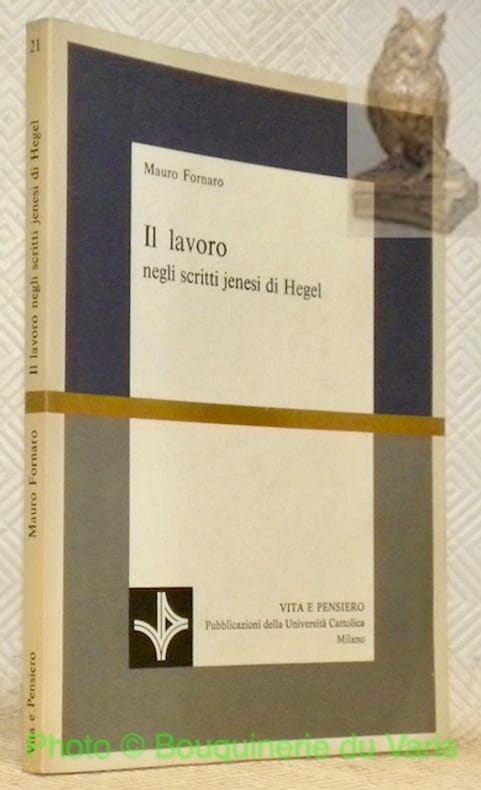 21
Il lavoro negli scritti jenesi di Hegel
Mauro Fornaro
Vita e Pensiero
Mauro Fornaro
Il lavoro
negli scritti jenesi di Hegel
VITA E PENSIERO
Pubblicazioni della Università Cattolica
Milano
Photo © Bouquinerie du Varis